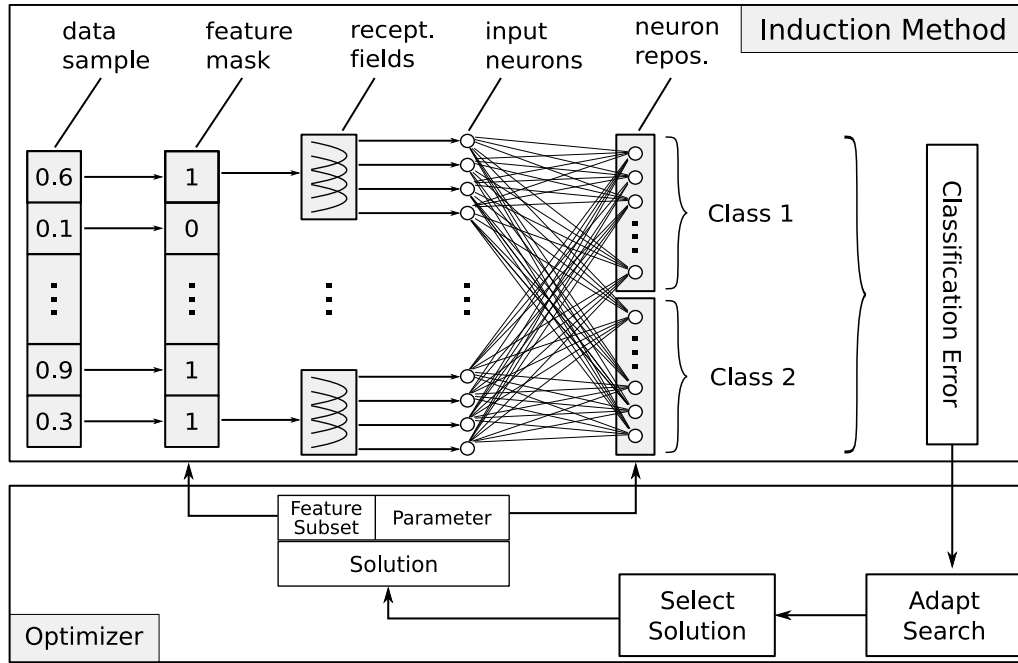 data
sample
feature
mask
recept.
fields
input
neurons
neuron
repos.
Induction Method
0.6
0.1
0.9
0.3
1
0
1
1
Class 1
Class 2
Classification Error
Feature
Subset
Parameter
Solution
Select
Solution
Adapt
Search
Optimizer